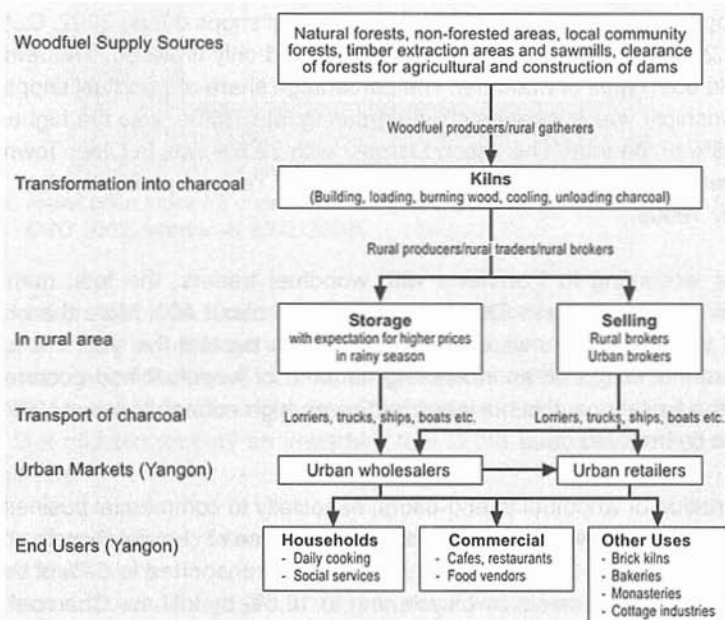 Woodfuel Supply Sources
Natural forests, non-forested areas, local community
forests, timber extraction areas and sawmills, clearance
of forests for agricultural and construction of dams
Woodfuel producers/rural gatherers
Transformation into charcoal
Kilns
(Building, loading, burning wood, cooling, unloading charcoal)
Rural producers/rural traders/rural brokers
In rural area
Storage
with expectation for higher prices
in rainy season
Selling
Rural brokers
Urban brokers
Transport of charcoal
Lorriers, trucks, ships, boats etc.
Lorriers, trucks, ships, boats etc.
Urban Markets (Yangon)
Urban wholesalers
Urban retailers
End Users (Yangon)
Households
- Daily cooking
- Social services
Commercial
- Cafes, restaurants
- Food vendors
Other Uses
- Brick kilns
- Bakeries
- Monasteries
- Cottage industries